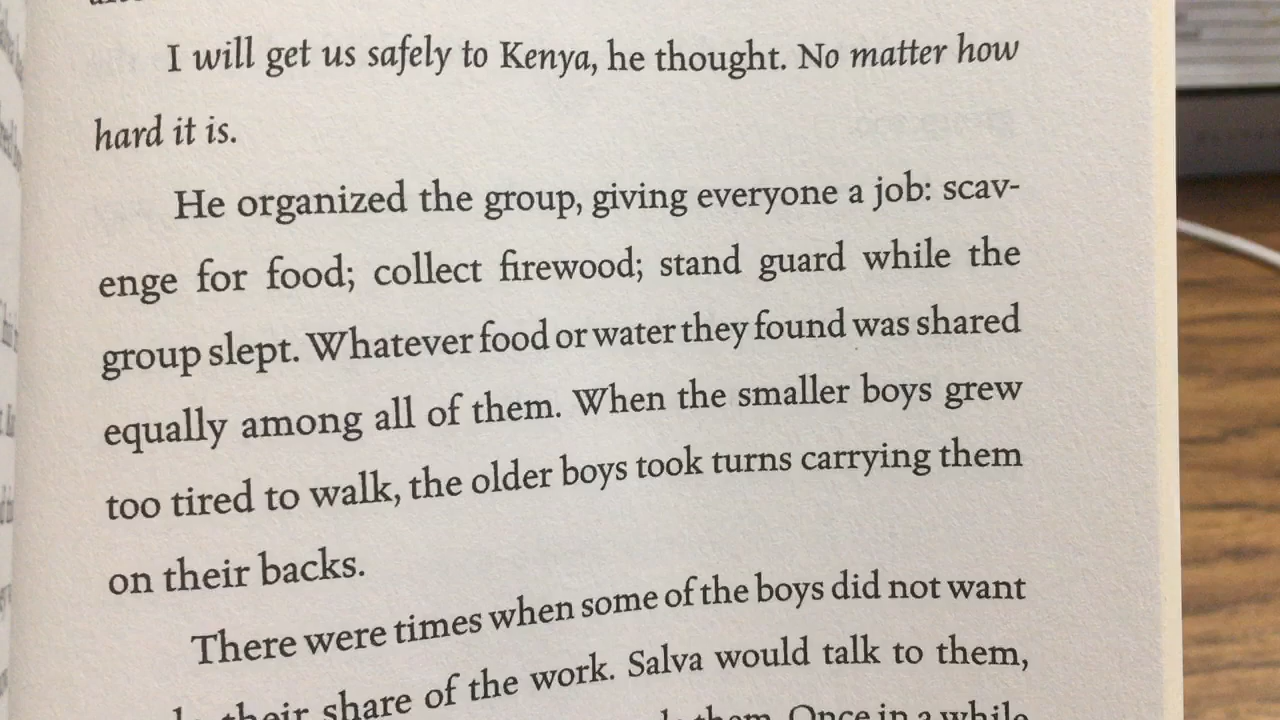 I will get us safely to Kenya, he thought. No matter how
hard it is.
He organized the group, giving everyone a job: scav-
enge for food; collect firewood; stand guard while the
group slept. Whatever food or water they found was shared
equally among all of them. When the smaller boys grew
too tired to walk, the older boys took turns carrying them
on their backs.
There were times when some of the boys did not want
their share of the work. Salva would talk to them,
them. Once in a while